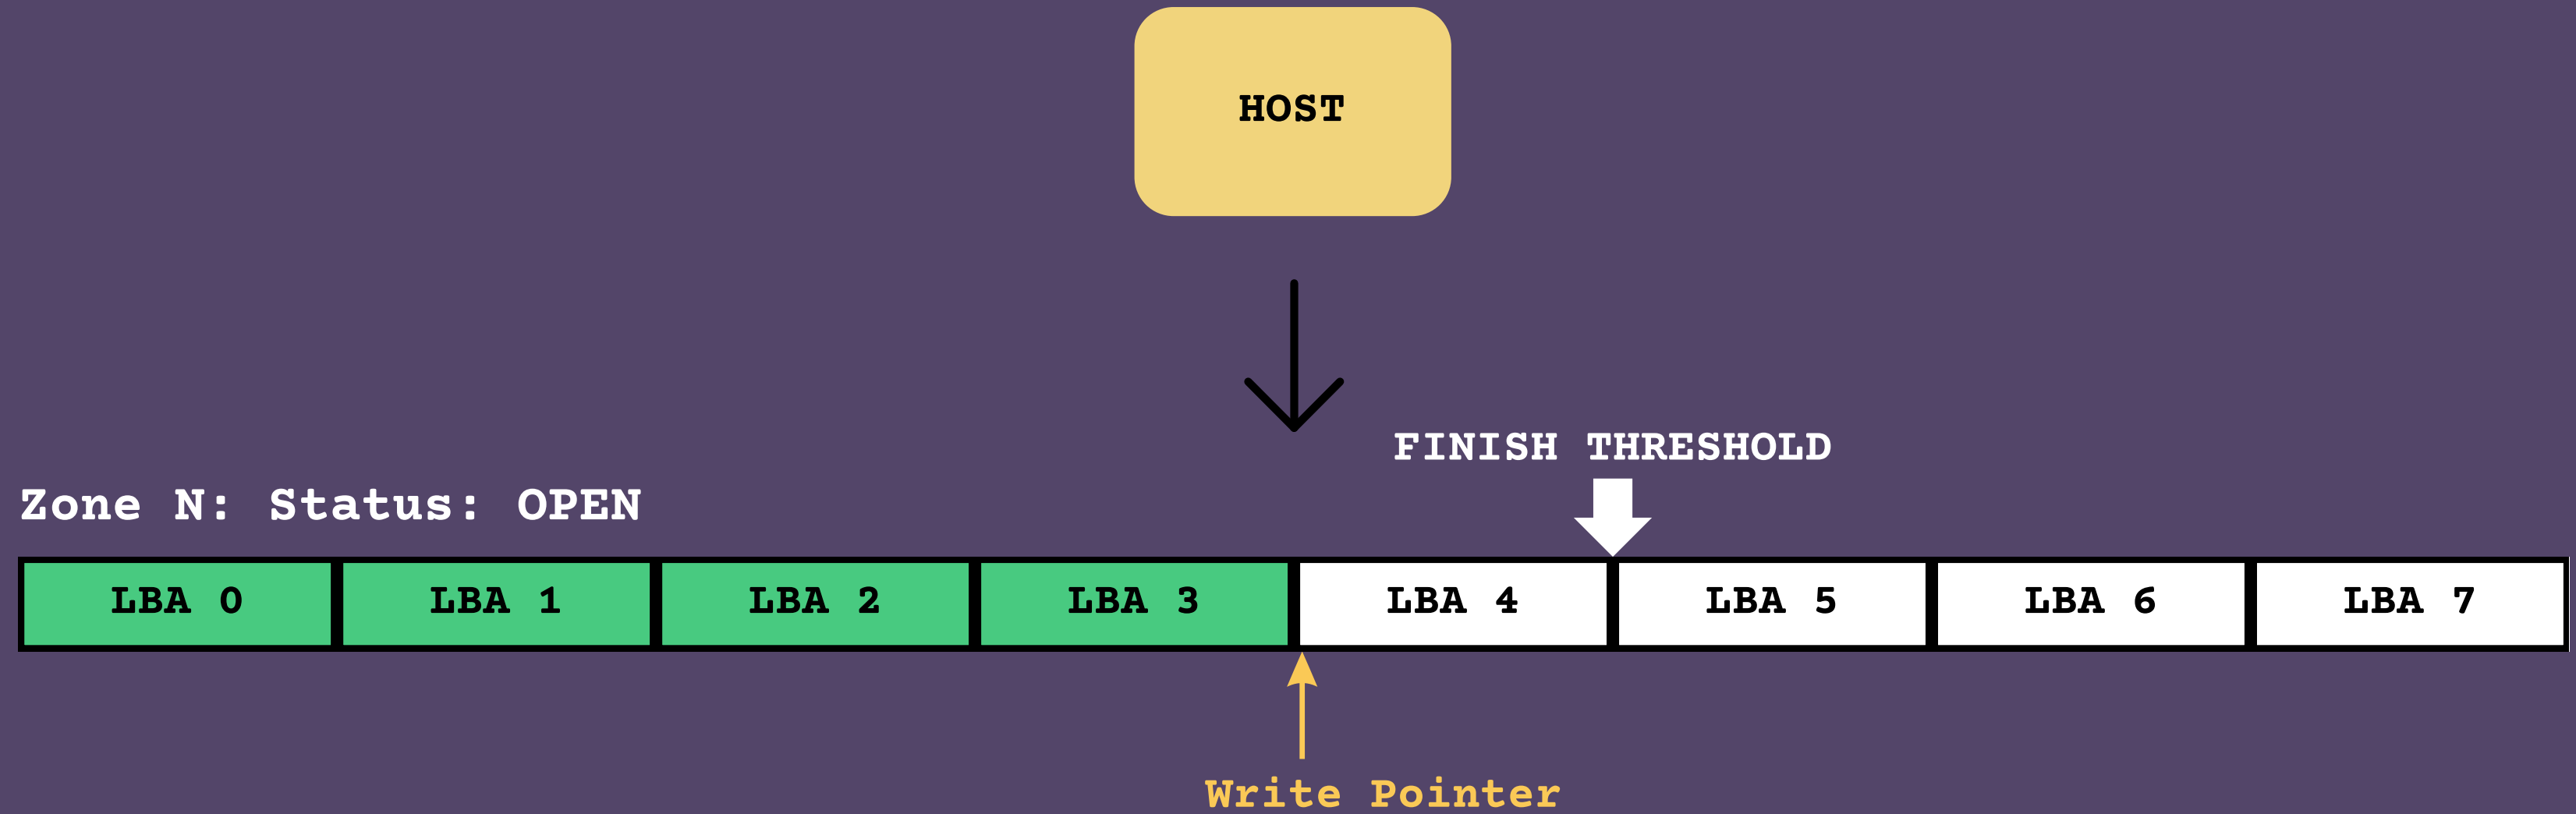 HOST
FINISH THRESHOLD
Zone N: Status: OPEN
LBA 0 LBA 1 LBA 2 LBA 3 LBA 4 LBA 5 LBA 6 LBA 7
Write Pointer